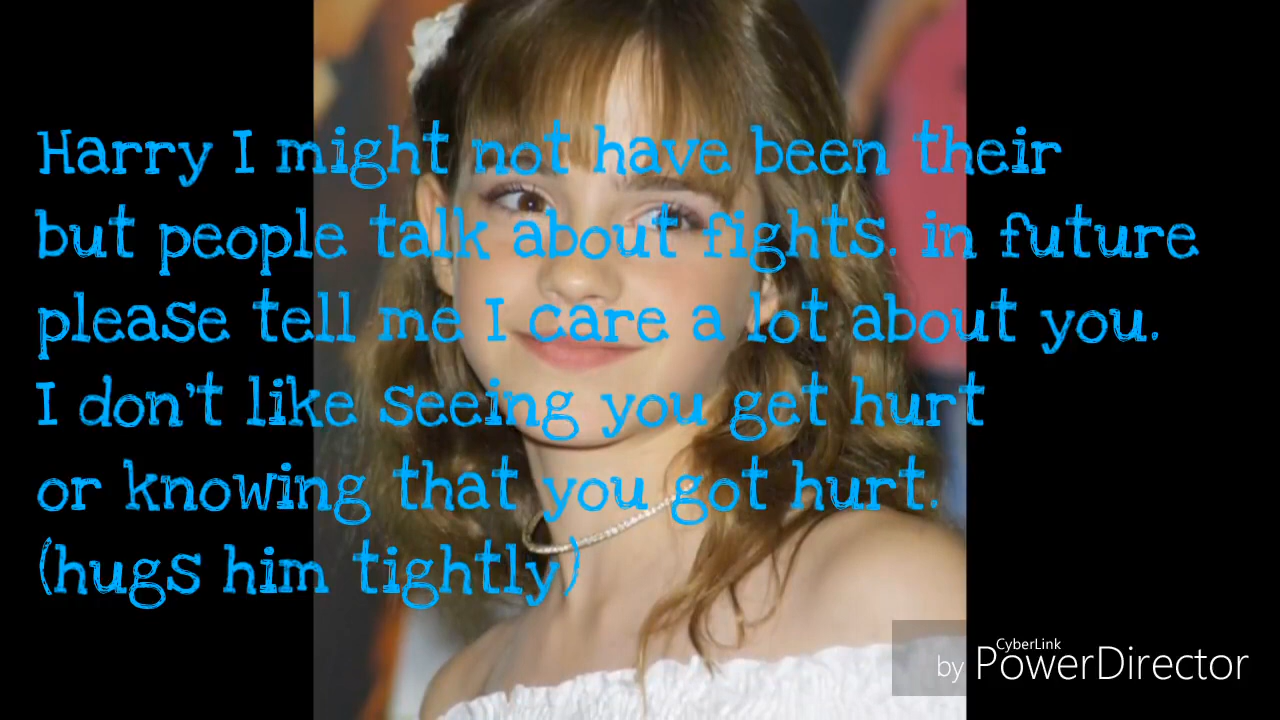 Harry I might not have been their
but people talk about fights. in future
please tell me I care a lot about you.
I don't like seeing you get hurt
or knowing that you got hurt.
(hugs him tightly)
CyberLink
by PowerDirector